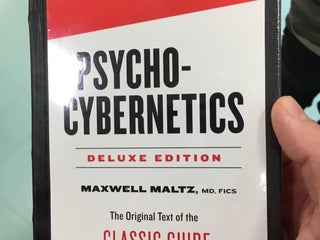 PSYCHO-
CYBERNETICS
DELUXE EDITION
MAXWELL MALTZ, MD, FICS
The Original Text of the
CLASSIC GUIDE